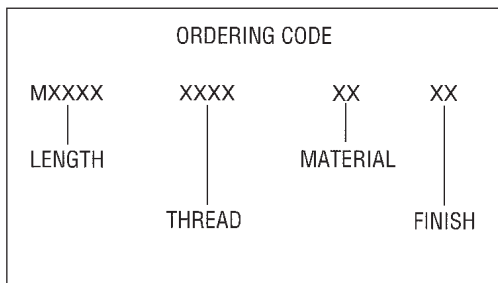 ORDERING CODE
MXXXX XXXX XX XX
LENGTH MATERIAL
THREAD FINISH